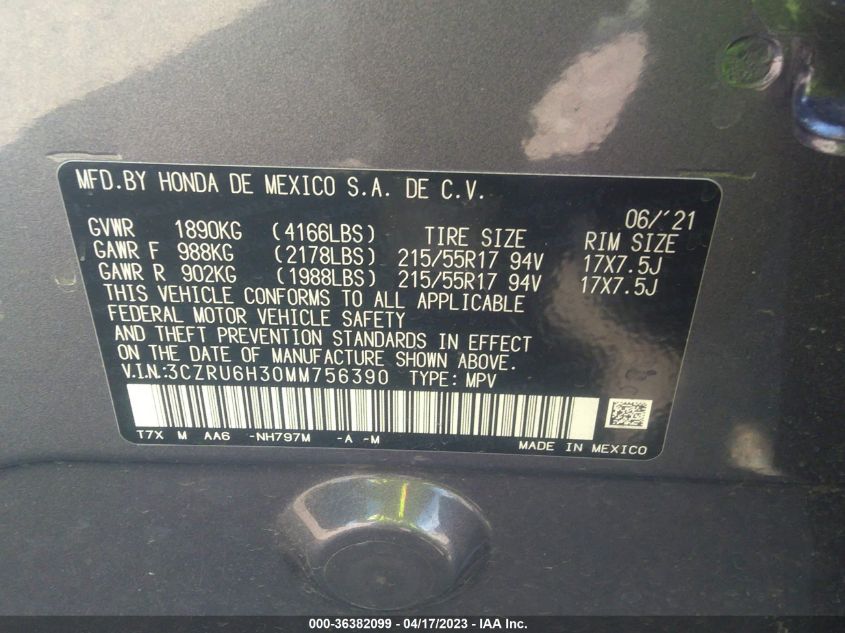 MFD.BY HONDA DE MEXICO S.A. DE C.V.
06/'21
GVWR 1890KG (4166LBS) TIRE SIZE RIM SIZE
GAWR F 988KG (2178LBS) 215/55R17 94V 17X7.5J
GAWR R 902KG (1988LBS) 215/55R17 94V 17X7.5J
THIS VEHICLE CONFORMS TO ALL APPLICABLE
FEDERAL MOTOR VEHICLE SAFETY
AND THEFT PREVENTION STANDARDS IN EFFECT
ON THE DATE OF MANUFACTURE SHOWN ABOVE.
V.I.N.:3CZRU6H30MM756390 TYPE: MPV
T7X M AA6 -NH797M -A -M
MADE IN MEXICO
000-36382099 - 04/17/2023 - IAA Inc.